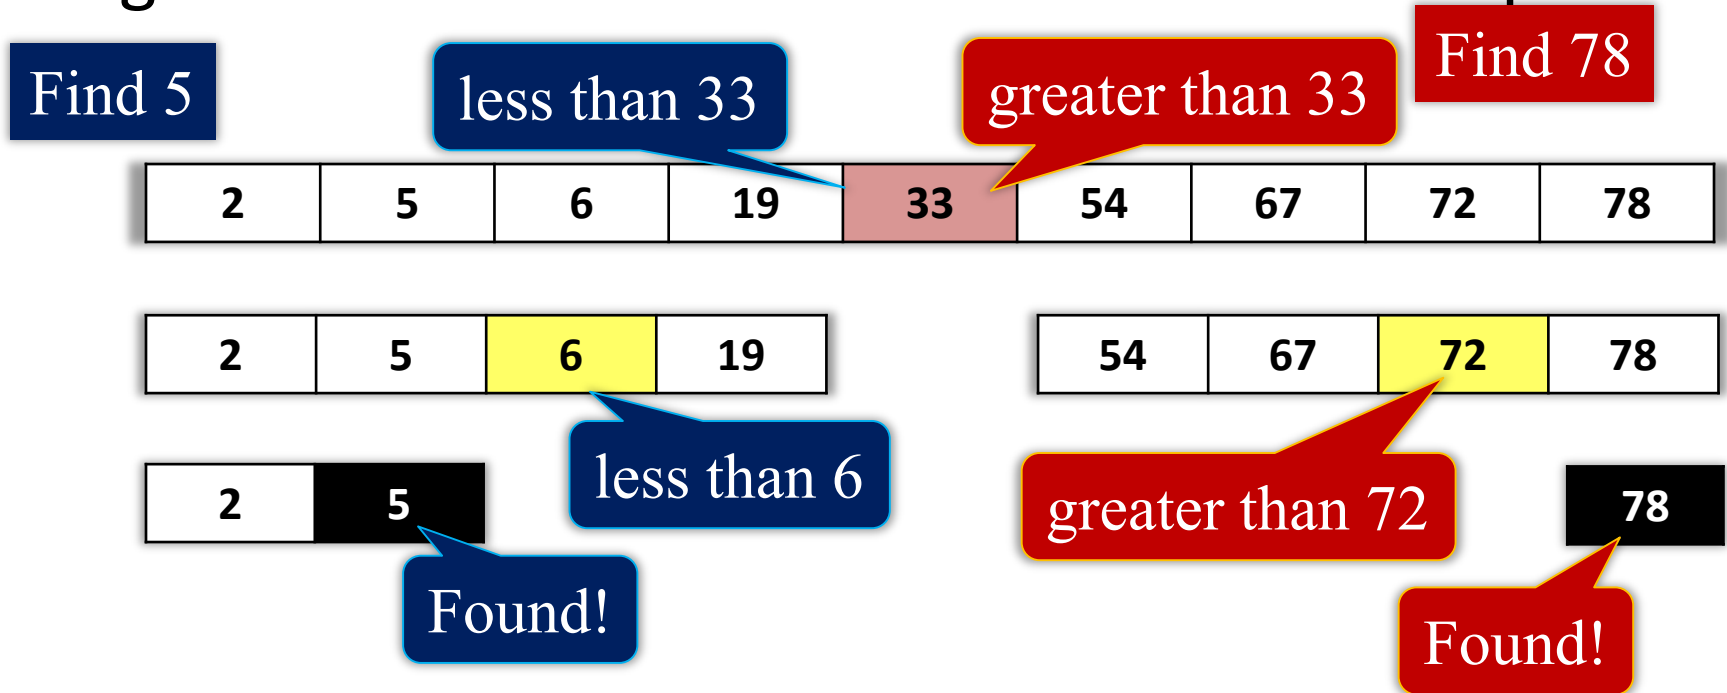 Find 5
less than 33
greater than 33
Find 78
2 5 6 19 33 54 67 72 78
2 5 6 19
54 67 72 78
less than 6
greater than 72
2 5
78
Found!
Found!